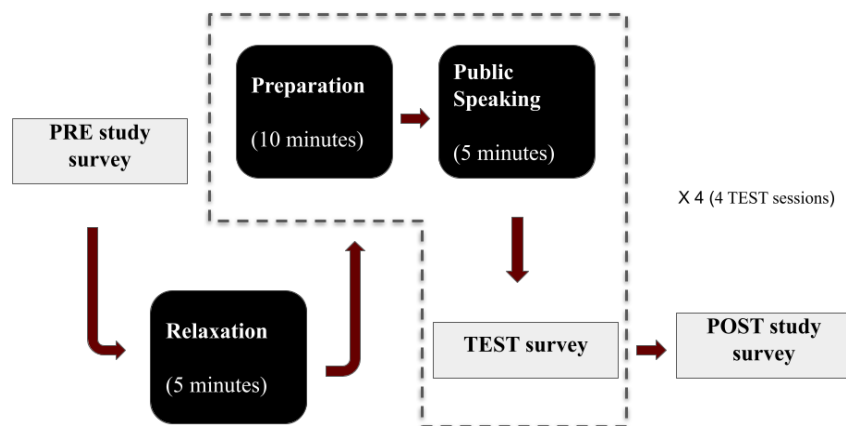 PRE study
survey
Relaxation
(5 minutes)
Preparation
(10 minutes)
Public
Speaking
(5 minutes)
TEST survey
X 4 (4 TEST sessions)
POST study
survey